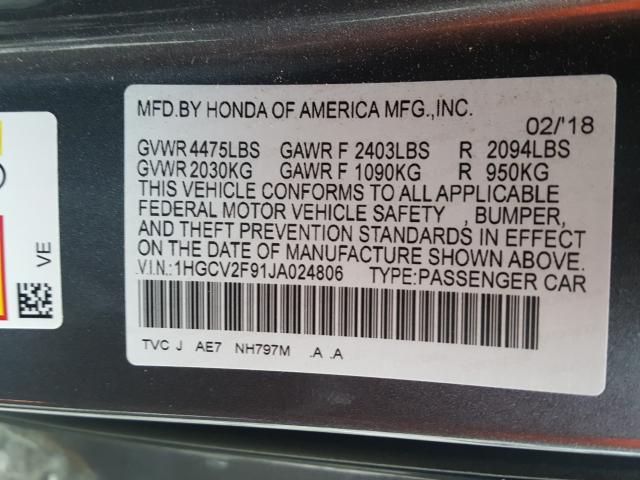 MFD.BY HONDA OF AMERICA MFG.,INC.
02/'18
GVWR 4475LBS GAWR F 2403LBS R 2094LBS
GVWR 2030KG GAWR F 1090KG R 950KG
THIS VEHICLE CONFORMS TO ALL APPLICABLE
FEDERAL MOTOR VEHICLE SAFETY , BUMPER,
AND THEFT PREVENTION STANDARDS IN EFFECT
ON THE DATE OF MANUFACTURE SHOWN ABOVE.
V.I.N.:1HGCV2F91JA024806 TYPE:PASSENGER CAR
TVC J AE7 NH797M .A .A
VE